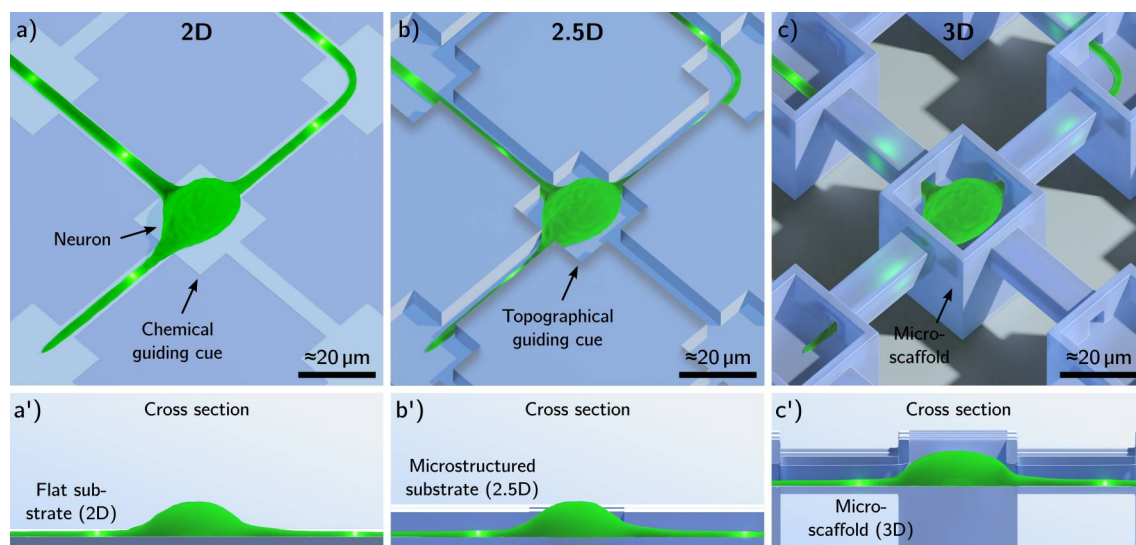 a)
2D
Neuron
Chemical
guiding cue
≈20 µm
b)
2.5D
Topographical
guiding cue
≈20 µm
c)
3D
Micro-
scaffold
≈20 µm
a')
Cross section
Flat sub-
strate (2D)
b')
Cross section
Microstructured
substrate (2.5D)
c')
Cross section
Micro-
scaffold (3D)